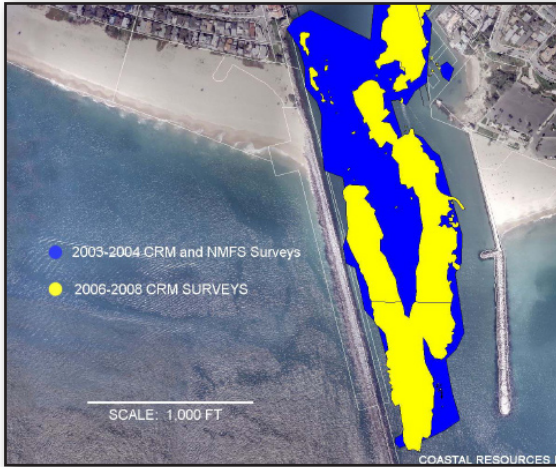 2003-2004 CRM and NMFS Surveys
2006-2008 CRM SURVEYS
SCALE: 1,000 FT
COASTAL RESOURCES